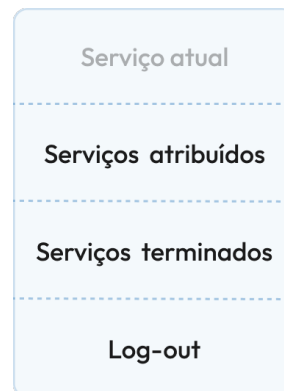 Serviço atual
Serviços atribuídos
Serviços terminados
Log-out